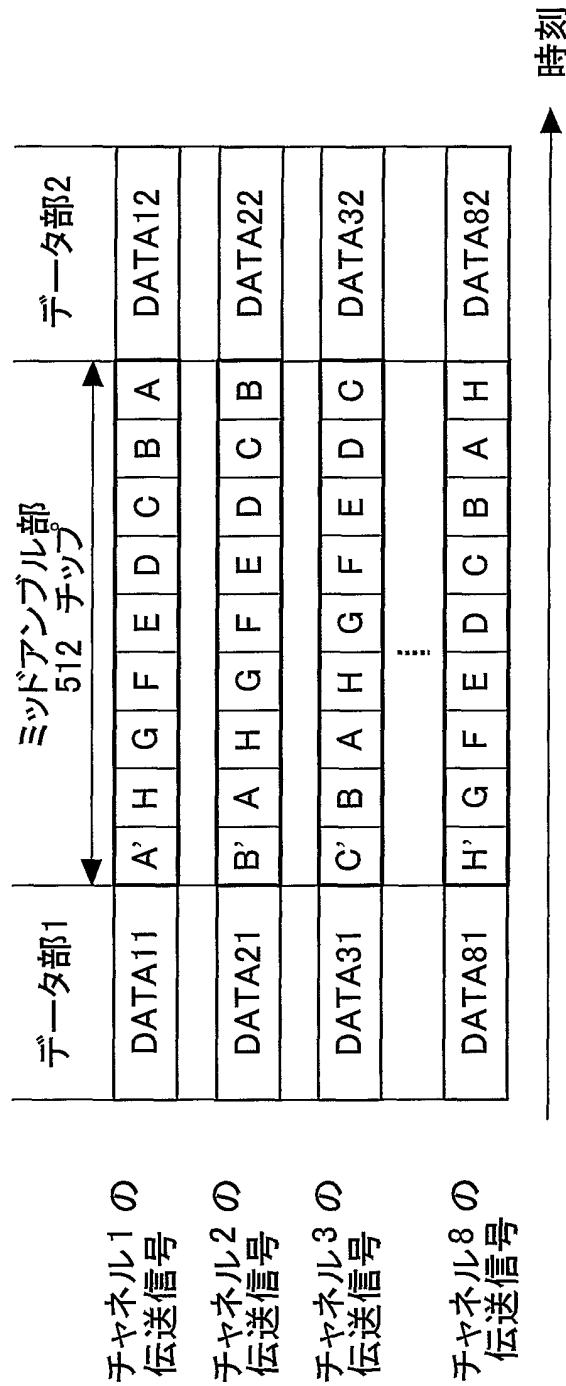 データ部1
ミッドアンブル部
512 チップ
データ部2
チャネル1 の
伝送信号
DATA11 A' H G F E D C B A DATA12
チャネル2 の
伝送信号
DATA21 B' A H G F E D C B DATA22
チャネル3 の
伝送信号
DATA31 C' B A H G F E D C DATA32
チャネル8 の
伝送信号
DATA81 H' G F E D C B A H DATA82
時刻